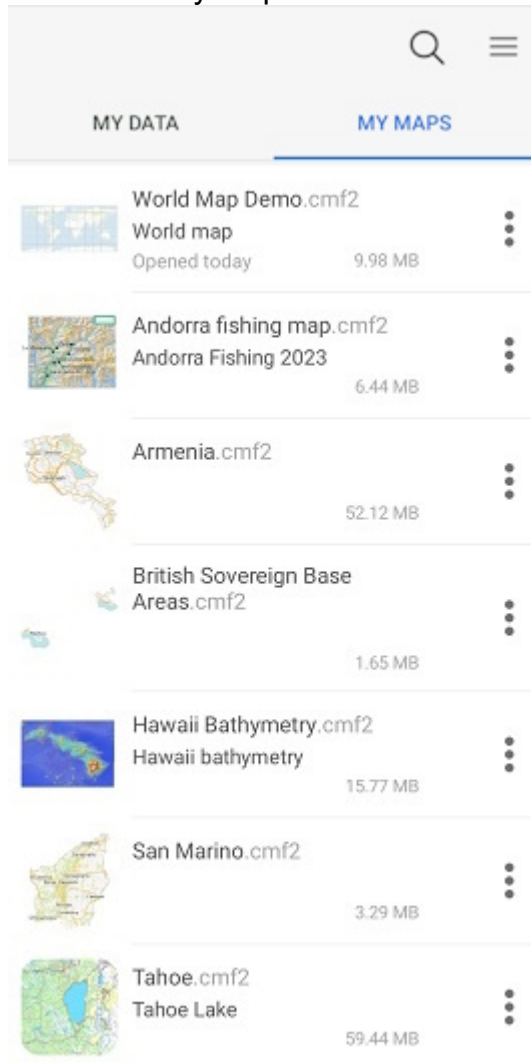 MY DATA
MY MAPS
World Map Demo.cmf2
World map
Opened today
9.98 MB
Andorra fishing map.cmf2
Andorra Fishing 2023
6.44 MB
Armenia.cmf2
52.12 MB
British Sovereign Base
Areas.cmf2
1.65 MB
Hawaii Bathymetry.cmf2
Hawaii bathymetry
15.77 MB
San Marino.cmf2
3.29 MB
Tahoe.cmf2
Tahoe Lake
59.44 MB